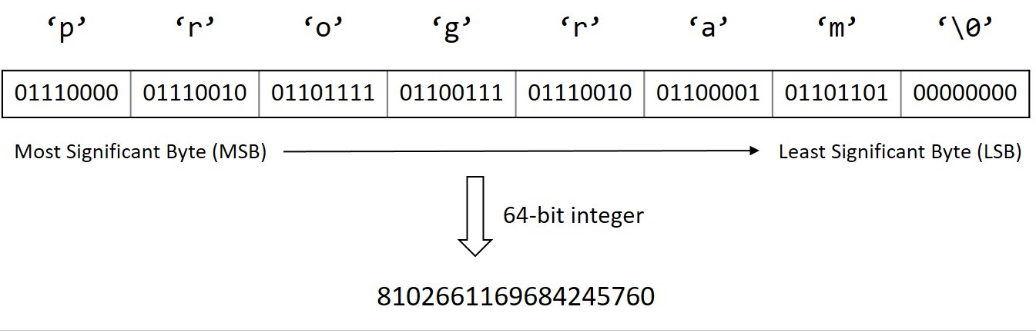 ‘p’ ‘r’ ‘o’ ‘g’ ‘r’ ‘a’ ‘m’ ‘\0’
01110000 01110010 01101111 01100111 01110010 01100001 01101101 00000000
Most Significant Byte (MSB) Least Significant Byte (LSB)
64-bit integer
8102661169684245760